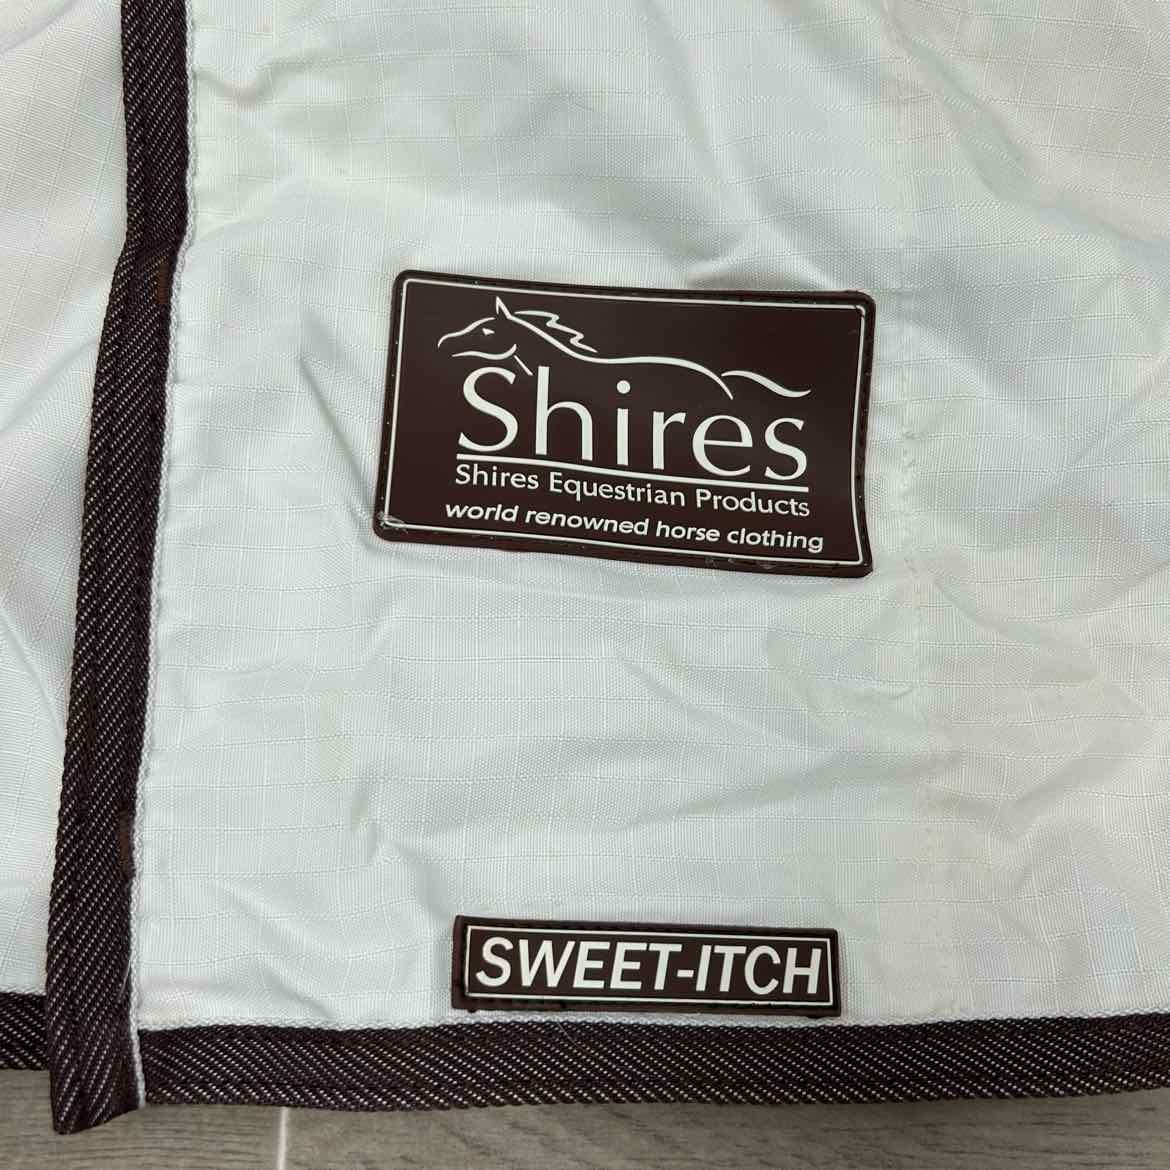 Shires
Shires Equestrian Products
world renowned horse clothing
SWEET-ITCH